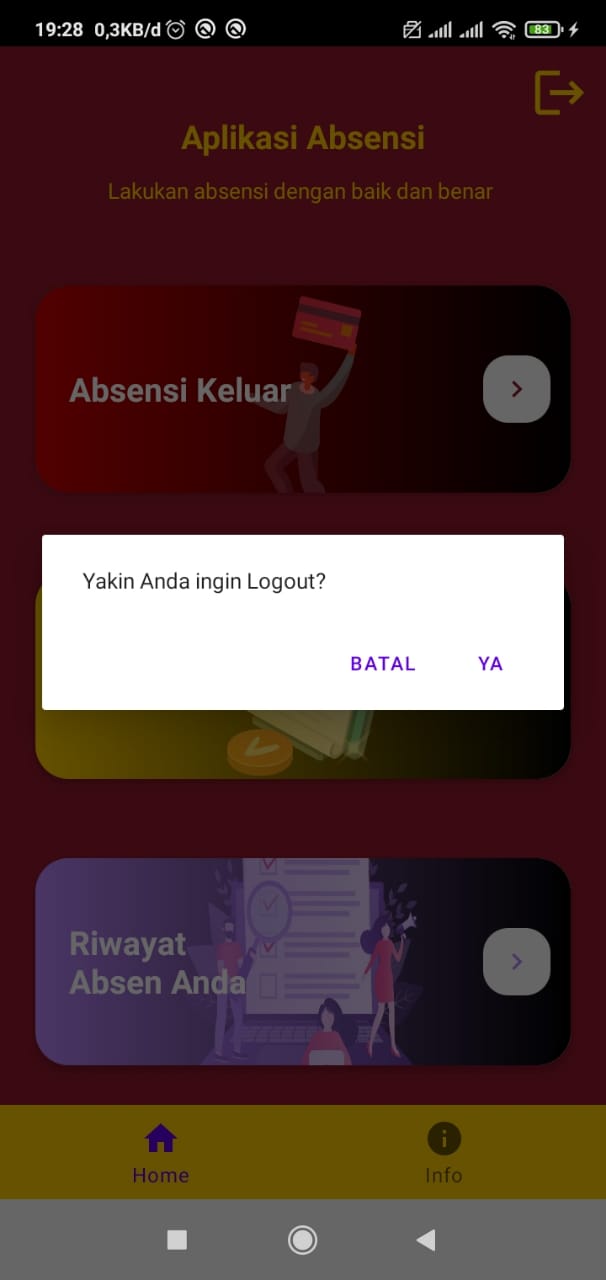 19:28 0,3KB/d 83
Aplikasi Absensi
Lakukan absensi dengan baik dan benar
Absensi Keluar
Yakin Anda ingin Logout?
BATAL YA
Riwayat
Absen Anda
Home Info